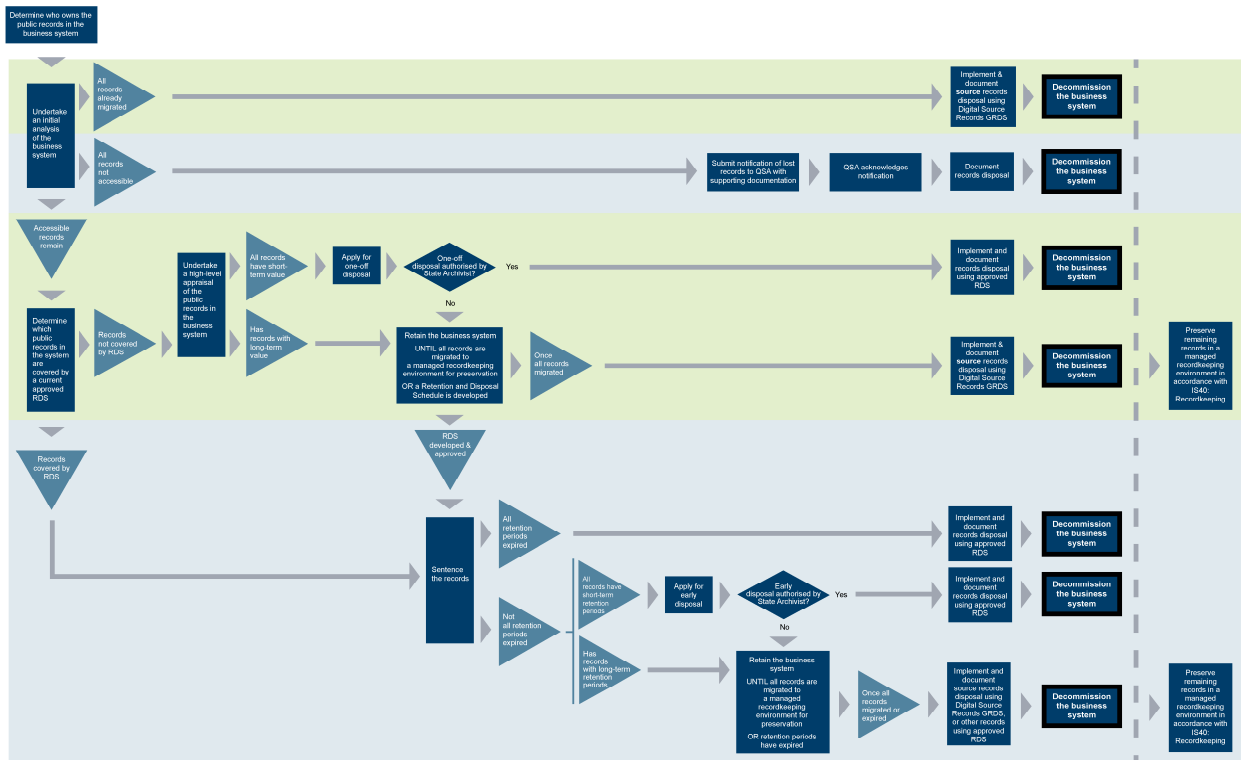 Determine who owns the
public records in the
business system
Undertake
an initial
analysis
of the
business
system
All
records
already
migrated
Implement &
document
source records
disposal using
Digital Source
Records GRDS
Decommission
the business
system
All
records
not
accessible
Submit notification of lost
records to QSA with
supporting documentation
QSA acknowledges
notification
Document
records disposal
Decommission
the business
system
Accessible
records
remain
Undertake
a high-level
appraisal
of the
public
records in
the
business
system
All records
have short-
term value
Apply for
one-off
disposal
One-off
disposal authorised by
State Archivist?
Yes
Implement and
document
records disposal
using approved
RDS
Decommission
the business
system
No
Determine
which
public
records in
the system
are
covered by
a current
approved
RDS
Records
not covered
by RDS
Has
records with
long-term
value
Retain the business system
UNTIL all records are
migrated to
a managed recordkeeping
environment for preservation
OR a Retention and Disposal
Schedule is developed
Once
all records
migrated
Implement &
document
source records
disposal using
Digital Source
Records GRDS
Decommission
the business
system
Preserve
remaining
records in a
managed
recordkeeping
environment in
accordance with
IS40:
Recordkeeping
Records
covered by
RDS
RDS
developed &
approved
Sentence
the records
All
retention
periods
expired
Implement and
document
records disposal
using approved
RDS
Decommission
the business
system
Not
all retention
periods
expired
All
records have
short-term
retention
periods
Apply for
early
disposal
Early
disposal authorised by
State Archivist?
Yes
Implement and
document
records disposal
using approved
RDS
Decommission
the business
system
No
Has
records
with long-term
retention
periods
Retain the business
system
UNTIL all records are
migrated to
a managed
recordkeeping
environment for
preservation
OR retention periods
have expired
Once all
records
migrated or
expired
Implement and
document
source records
disposal using
Digital Source
Records GRDS,
or other records
using approved
RDS
Decommission
the business
system
Preserve
remaining
records in a
managed
recordkeeping
environment in
accordance with
IS40:
Recordkeeping